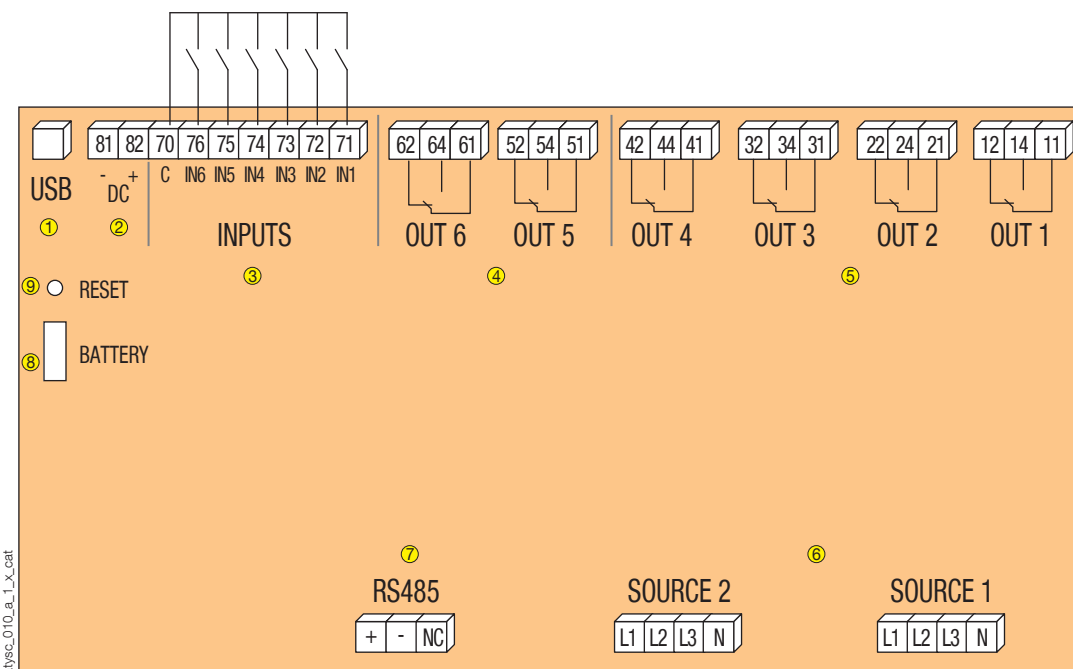 81 82 70 76 75 74 73 72 71
62 64 61
52 54 51
42 44 41
32 34 31
22 24 21
12 14 11
- DC +
C IN6 IN5 IN4 IN3 IN2 IN1
USB
① ②
INPUTS
OUT 6
OUT 5
OUT 4
OUT 3
OUT 2
OUT 1
③ ④ ⑤
⑨ RESET
⑧ BATTERY
⑦ ⑥
RS485
SOURCE 2
SOURCE 1
+ - NC
L1 L2 L3 N
L1 L2 L3 N
tysc_010_a_1_x_cat